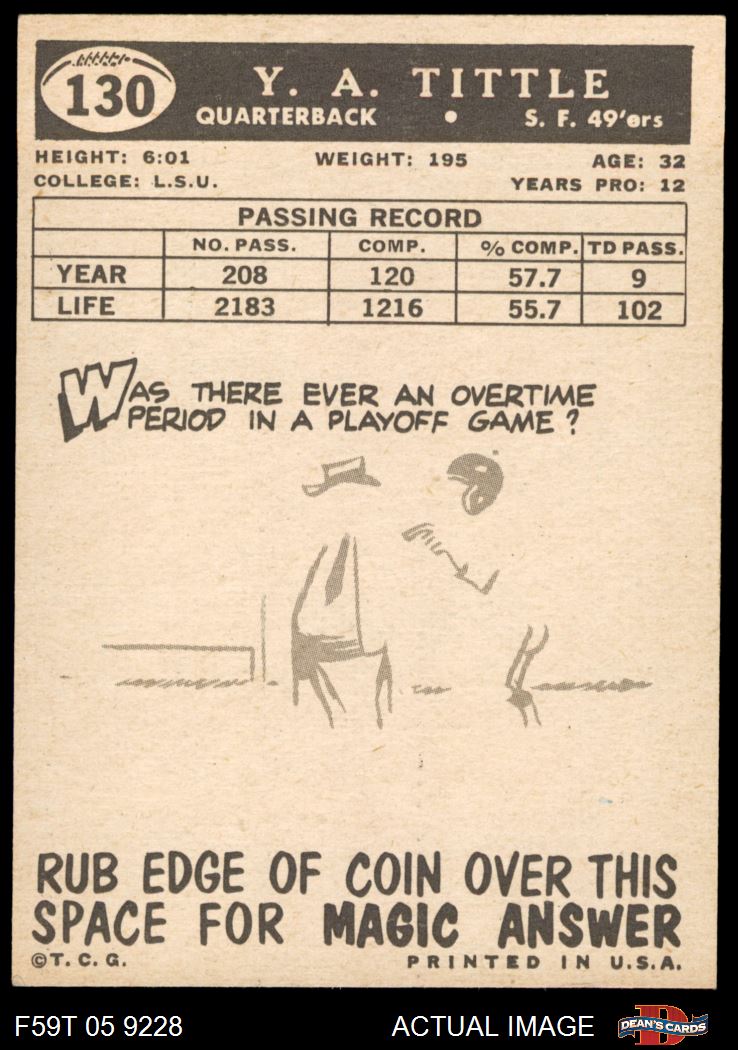 130
Y. A. TITTLE
QUARTERBACK • S. F. 49'ers
HEIGHT: 6:01 WEIGHT: 195 AGE: 32
COLLEGE: L.S.U. YEARS PRO: 12
PASSING RECORD
NO. PASS. COMP. % COMP. TD PASS.
YEAR 208 120 57.7 9
LIFE 2183 1216 55.7 102
WAS THERE EVER AN OVERTIME
PERIOD IN A PLAYOFF GAME?
RUB EDGE OF COIN OVER THIS
SPACE FOR MAGIC ANSWER
©T. C. G. PRINTED IN U.S.A.
F59T 05 9228 ACTUAL IMAGE D DEAN'S CARDS